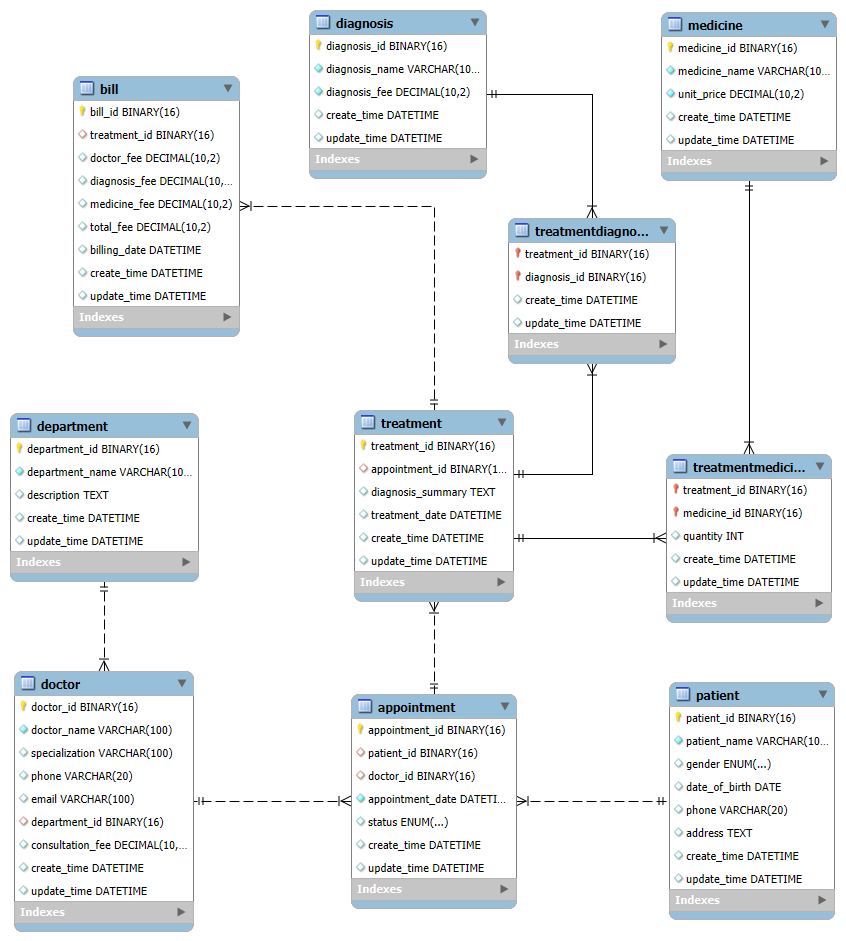 diagnosis
diagnosis_id BINARY(16)
diagnosis_name VARCHAR(10...
diagnosis_fee DECIMAL(10,2)
create_time DATETIME
update_time DATETIME
Indexes
medicine
medicine_id BINARY(16)
medicine_name VARCHAR(10...
unit_price DECIMAL(10,2)
create_time DATETIME
update_time DATETIME
Indexes
bill
bill_id BINARY(16)
treatment_id BINARY(16)
doctor_fee DECIMAL(10,2)
diagnosis_fee DECIMAL(10,...
medicine_fee DECIMAL(10,2)
total_fee DECIMAL(10,2)
billing_date DATETIME
create_time DATETIME
update_time DATETIME
Indexes
treatmentdiagno...
treatment_id BINARY(16)
diagnosis_id BINARY(16)
create_time DATETIME
update_time DATETIME
Indexes
department
department_id BINARY(16)
department_name VARCHAR(10...
description TEXT
create_time DATETIME
update_time DATETIME
Indexes
treatment
treatment_id BINARY(16)
appointment_id BINARY(1...
diagnosis_summary TEXT
treatment_date DATETIME
create_time DATETIME
update_time DATETIME
Indexes
treatmentmedici...
treatment_id BINARY(16)
medicine_id BINARY(16)
quantity INT
create_time DATETIME
update_time DATETIME
Indexes
doctor
doctor_id BINARY(16)
doctor_name VARCHAR(100)
specialization VARCHAR(100)
phone VARCHAR(20)
email VARCHAR(100)
department_id BINARY(16)
consultation_fee DECIMAL(10,...
create_time DATETIME
update_time DATETIME
Indexes
appointment
appointment_id BINARY(16)
patient_id BINARY(16)
doctor_id BINARY(16)
appointment_date DATETI...
status ENUM(...)
create_time DATETIME
update_time DATETIME
Indexes
patient
patient_id BINARY(16)
patient_name VARCHAR(10...
gender ENUM(...)
date_of_birth DATE
phone VARCHAR(20)
address TEXT
create_time DATETIME
update_time DATETIME
Indexes